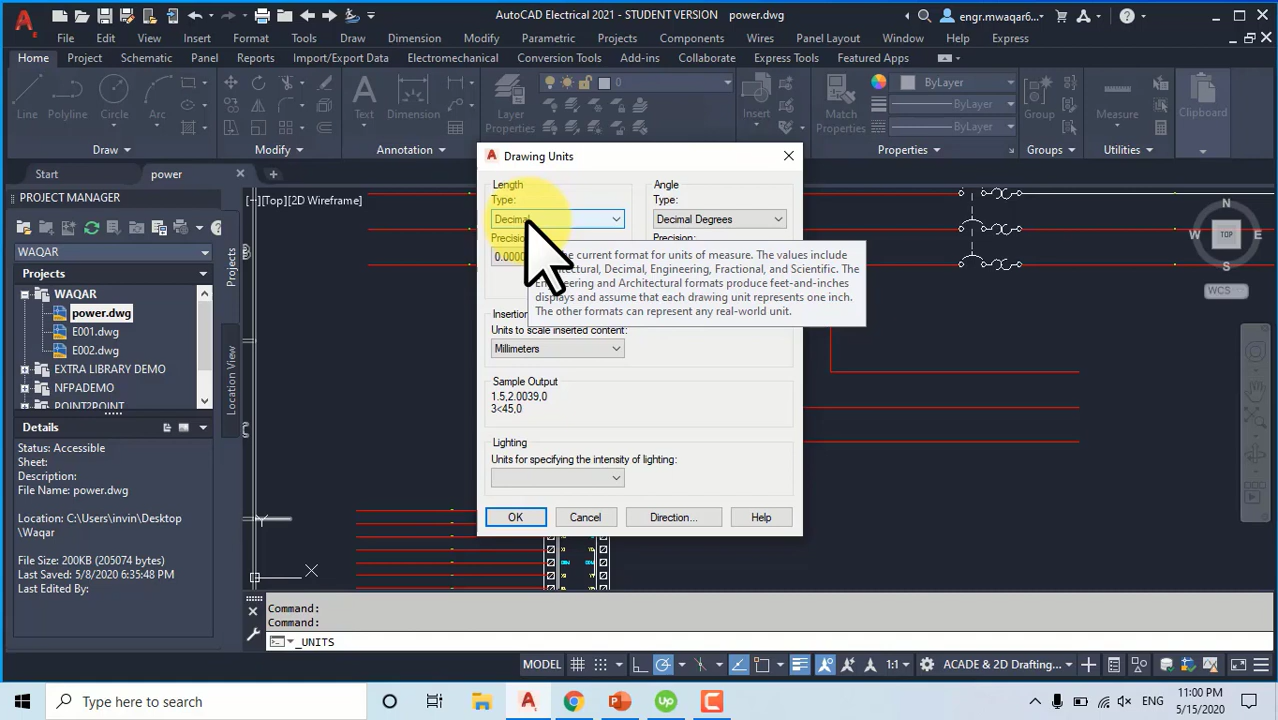 AutoCAD Electrical 2021 - STUDENT VERSION power.dwg
engr.mwaqar6...
File Edit View Insert Format Tools Draw Dimension Modify Parametric Projects Components Wires Panel Layout Window Help Express
Home Project Schematic Panel Reports Import/Export Data Electromechanical Conversion Tools Add-ins Collaborate Express Tools Featured Apps
0
ByLayer
ByLayer
ByLayer
Line Polyline Circle Arc
Text Dimension
Layer
Properties
Insert
Match
Properties
Group
Measure
Clipboard
Draw
Modify
Annotation
Properties
Groups
Utilities
Start
power
PROJECT MANAGER
WAQAR
Projects
WAQAR
power.dwg
E001.dwg
E002.dwg
EXTRA LIBRARY DEMO
NFPADEMO
POINT2POINT
Projects
Location View
Details
Status: Accessible
Sheet:
Description:
File Name: power.dwg
Location: C:\Users\invin\Desktop
\Waqar
File Size: 200KB (205074 bytes)
Last Saved: 5/8/2020 6:35:48 PM
Last Edited By:
[-][Top][2D Wireframe]
N
W TOP E
S
WCS
Drawing Units
Length
Type:
Decimal
Angle
Type:
Decimal Degrees
Precision:
0.0000
current format for units of measure. The values include
Decimal, Engineering, Fractional, and Scientific. The
Engineering and Architectural formats produce feet-and-inches
displays and assume that each drawing unit represents one inch.
The other formats can represent any real-world unit.
Units to scale inserted content:
Millimeters
Sample Output
1.5,2.0039,0
3<45,0
Lighting
Units for specifying the intensity of lighting:
OK Cancel Direction... Help
Command:
Command:
_UNITS
MODEL
1:1
ACADE & 2D Drafting...
Type here to search
ENG
11:00 PM
5/15/2020